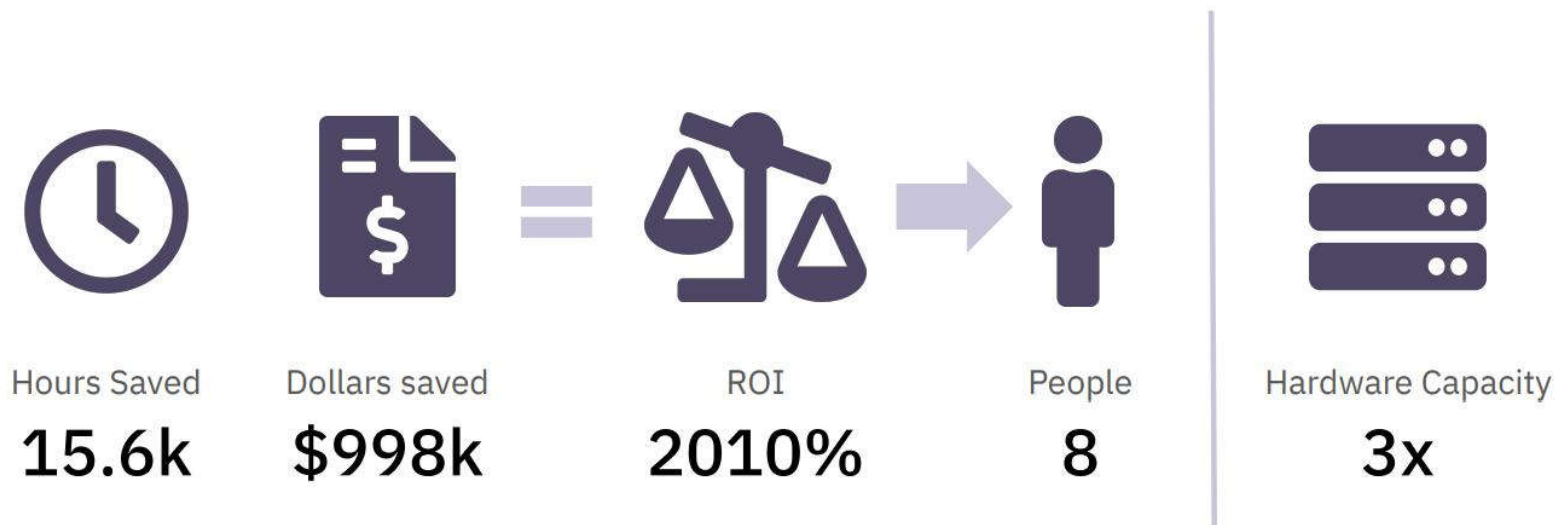 $
Hours Saved
15.6k
Dollars saved
$998k
ROI
2010%
People
8
Hardware Capacity
3x